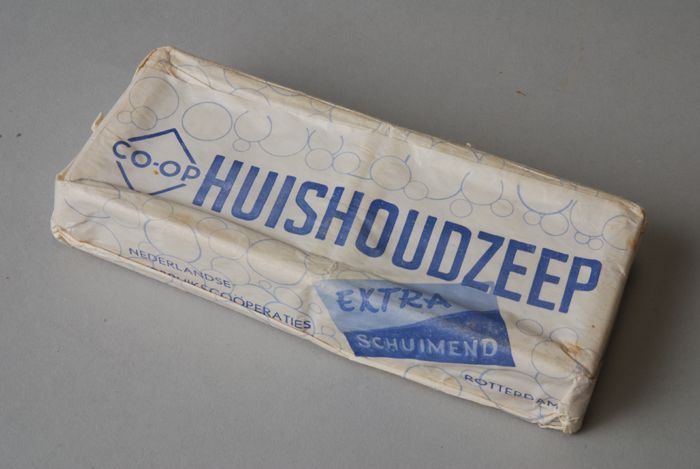 CO-OP
HUISHOUDZEEP
EXTRA
SCHUIMEND
NEDERLANDSE
ROTTERDAM